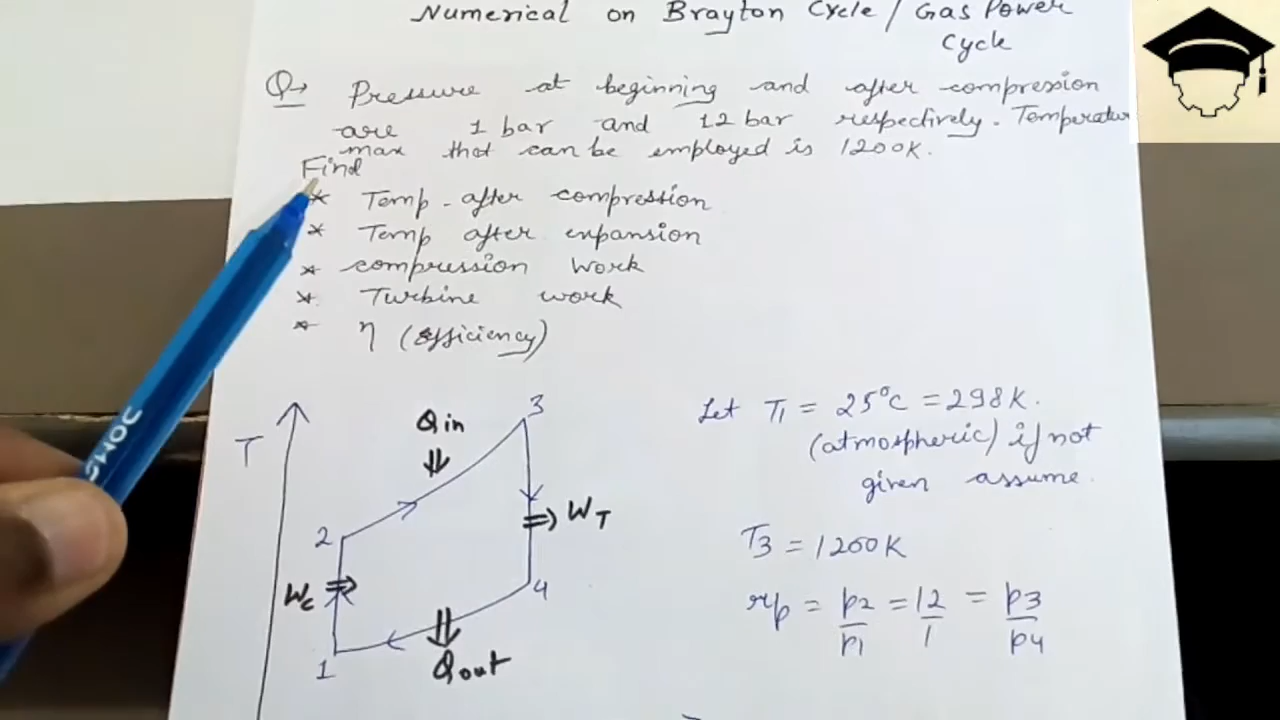 Numerical on Brayton Cycle / Gas Power
Cycle
Q→ Pressure at beginning and after compression
are 1 bar and 12 bar respectively. Temperature
max that can be employed is 1200K.
Find
* Temp. after compression
* Temp after expansion
* compression work
* Turbine work
* η (efficiency)
T
3
Qin
2
WT
Wc
4
1
Qout
Let T1 = 25°C = 298K.
(atmospheric) if not
given assume.
T3 = 1200K
rp = p2/p1 = 12/1 = p3/p4
JOMS